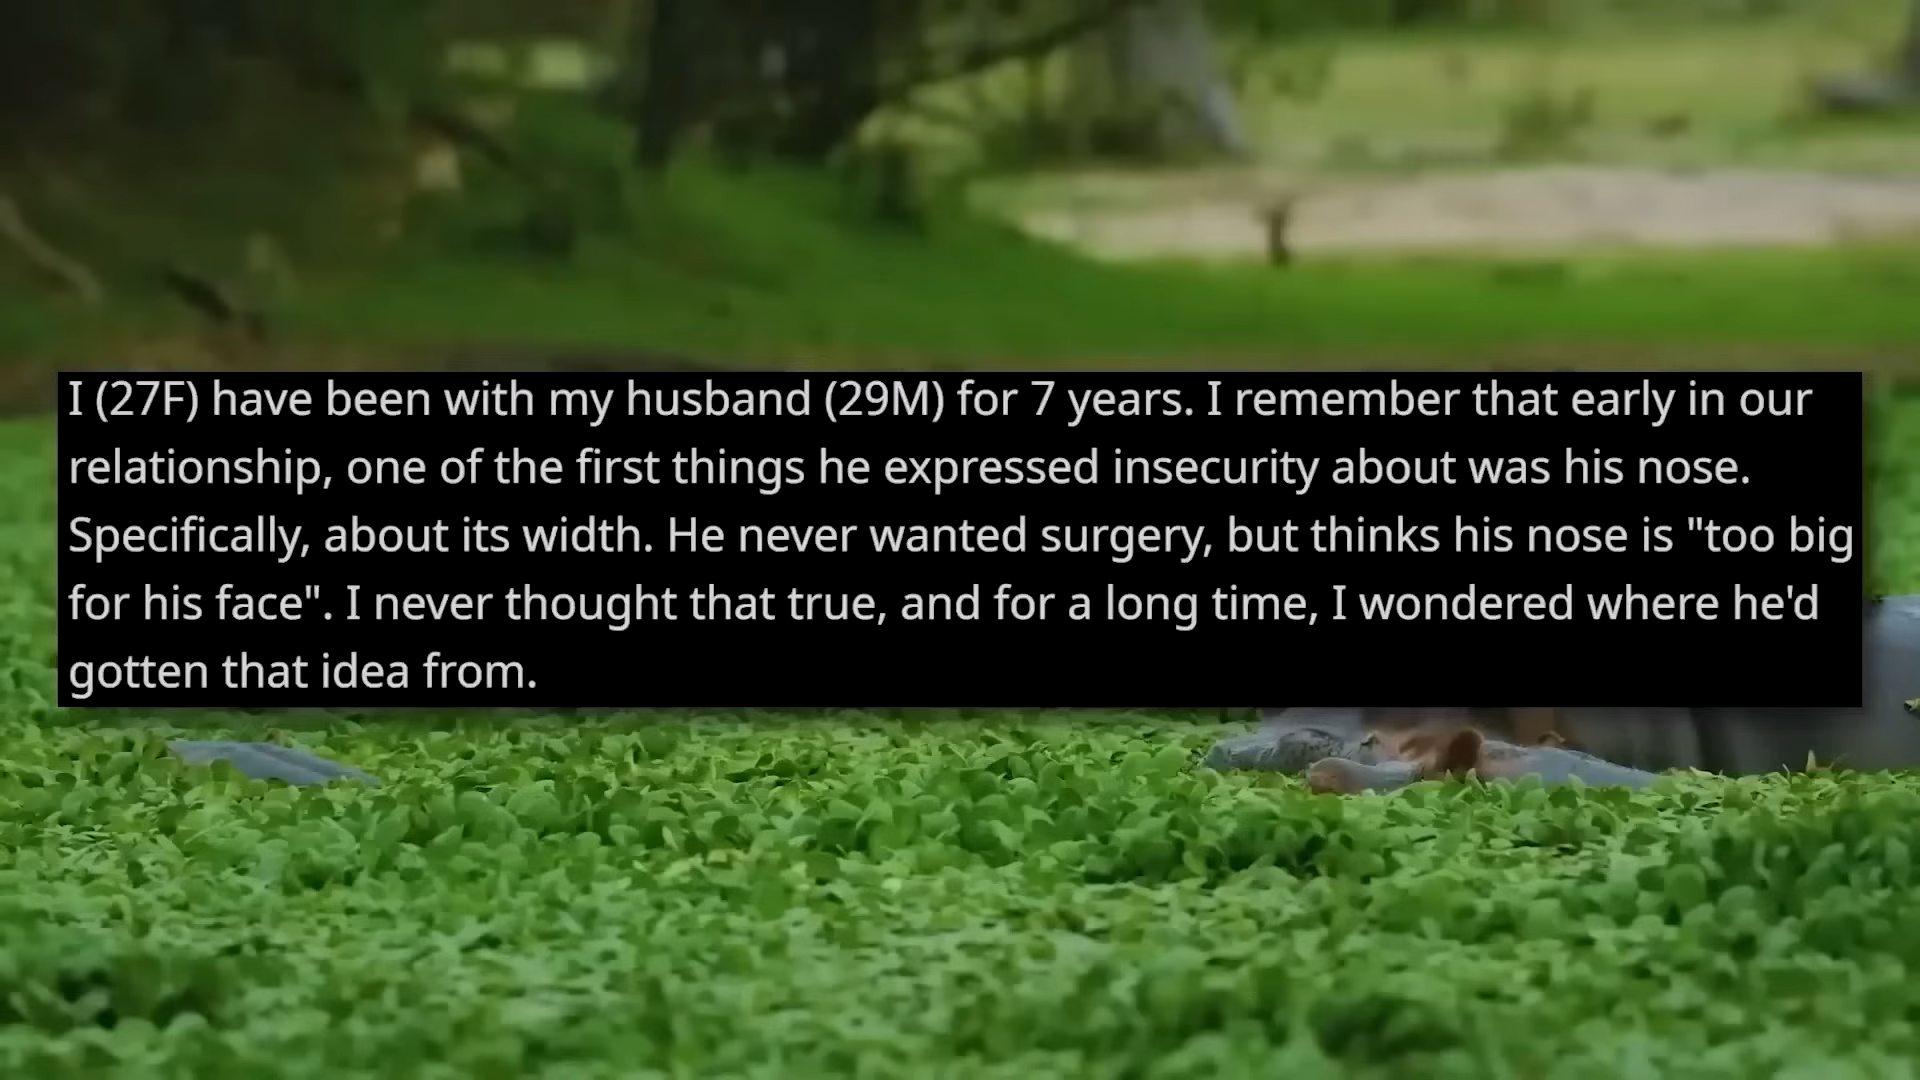 I (27F) have been with my husband (29M) for 7 years. I remember that early in our
relationship, one of the first things he expressed insecurity about was his nose.
Specifically, about its width. He never wanted surgery, but thinks his nose is "too big
for his face". I never thought that true, and for a long time, I wondered where he'd
gotten that idea from.